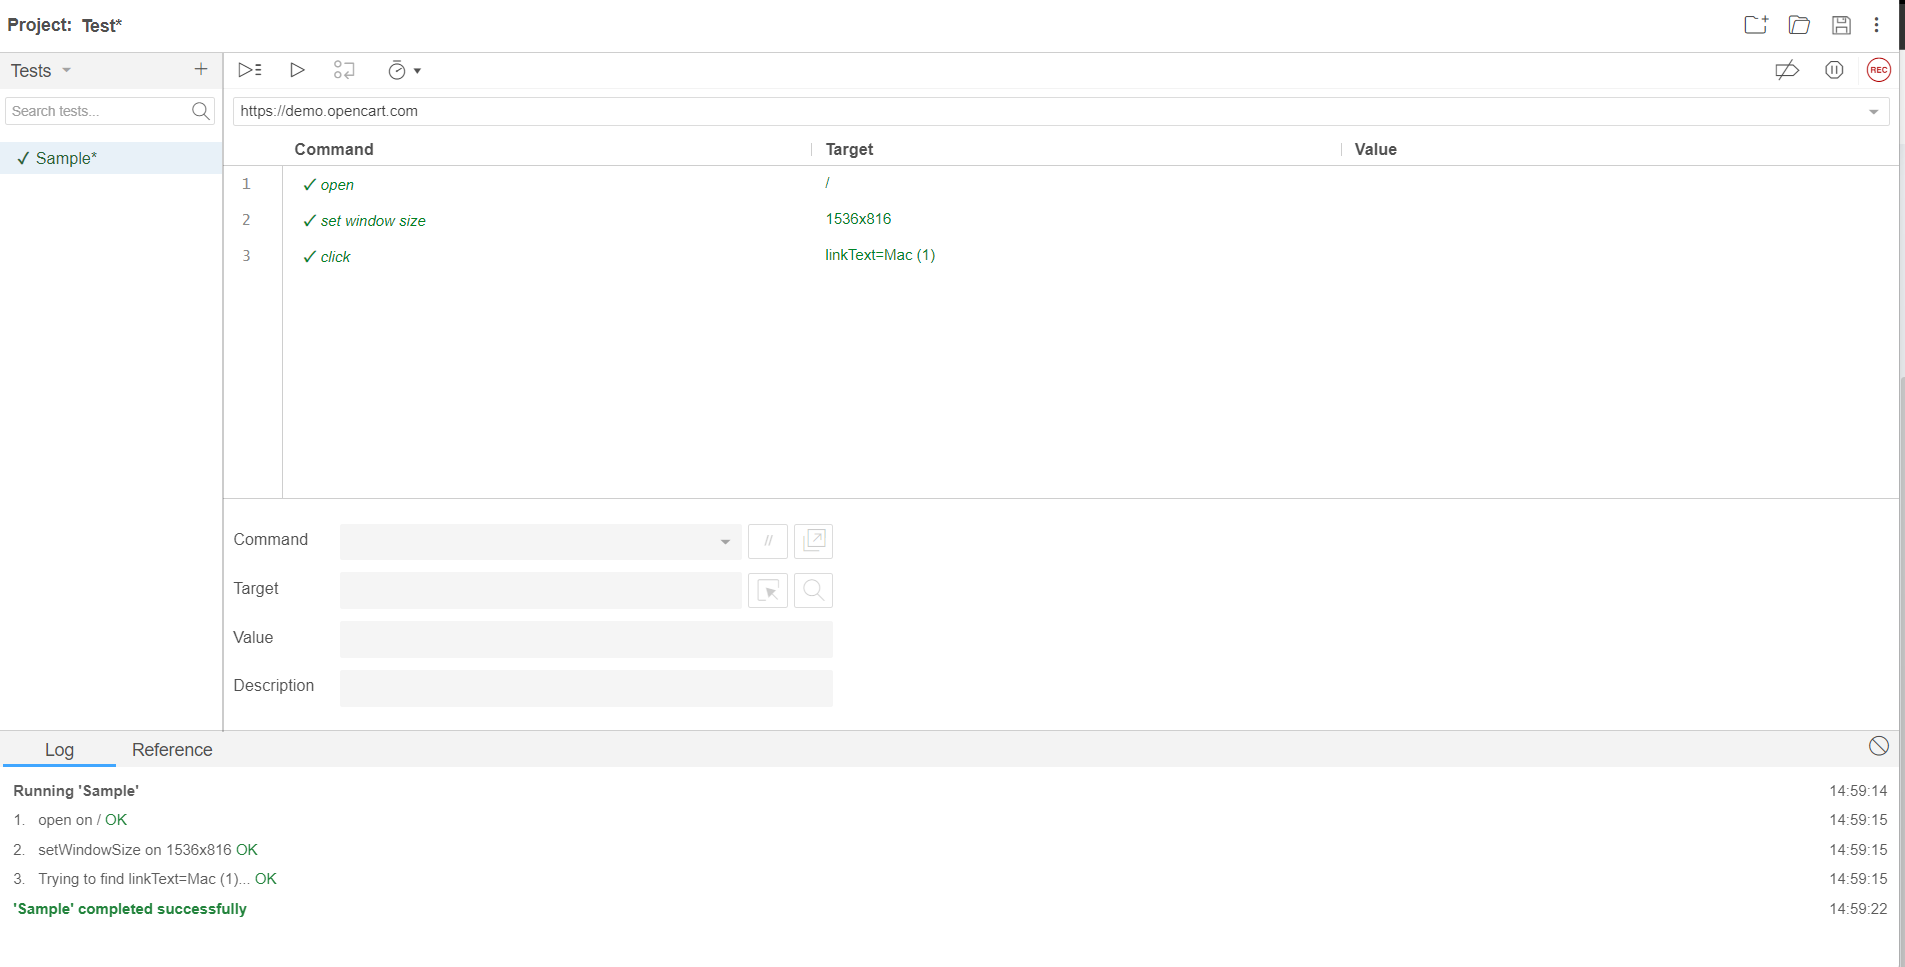 Project: Test*
Tests
Search tests...
✓ Sample*
REC
https://demo.opencart.com
Command Target Value
1 ✓ open /
2 ✓ set window size 1536x816
3 ✓ click linkText=Mac (1)
Command //
Target
Value
Description
Log Reference
Running 'Sample' 14:59:14
1. open on / OK 14:59:15
2. setWindowSize on 1536x816 OK 14:59:15
3. Trying to find linkText=Mac (1)... OK 14:59:15
'Sample' completed successfully 14:59:22